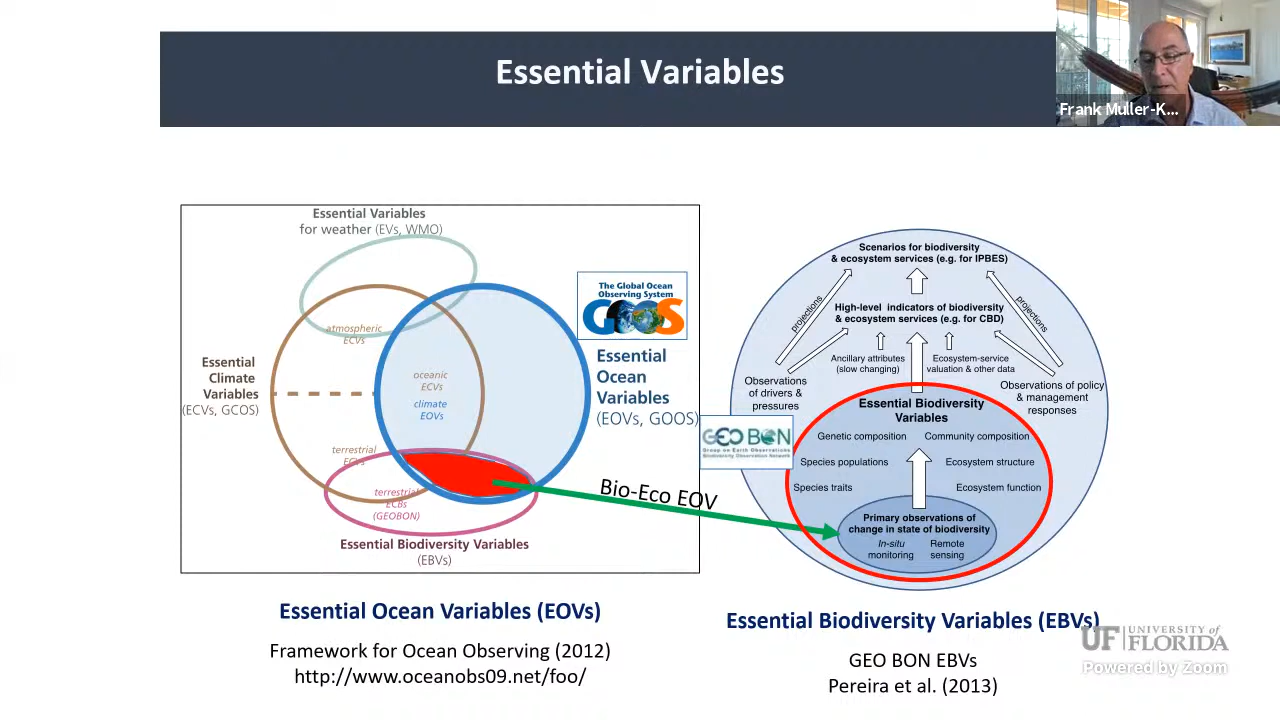 Essential Variables
Frank Muller-K...
Essential Variables
for weather (EVs, WMO)
atmospheric
ECVs
Essential
Climate
Variables
(ECVs, GCOS)
oceanic
ECVs
climate
EOVs
terrestrial
ECVs
terrestrial
ECBs
(GEOBON)
Essential Biodiversity Variables
(EBVs)
The Global Ocean
Observing System
GOOS
Essential
Ocean
Variables
(EOVs, GOOS)
Bio-Eco EOV
GEO BON
Group on Earth Observations
Biodiversity Observation Network
Scenarios for biodiversity
& ecosystem services (e.g. for IPBES)
projections
projections
High-level indicators of biodiversity
& ecosystem services (e.g. for CBD)
Ancillary attributes
(slow changing)
Ecosystem-service
valuation & other data
Observations
of drivers &
pressures
Observations of policy
& management
responses
Essential Biodiversity
Variables
Genetic composition
Community composition
Species populations
Ecosystem structure
Species traits
Ecosystem function
Primary observations of
change in state of biodiversity
In-situ
monitoring
Remote
sensing
Essential Ocean Variables (EOVs)
Framework for Ocean Observing (2012)
http://www.oceanobs09.net/foo/
Essential Biodiversity Variables (EBVs)
GEO BON EBVs
Pereira et al. (2013)
UF UNIVERSITY of
FLORIDA
Powered by Zoom